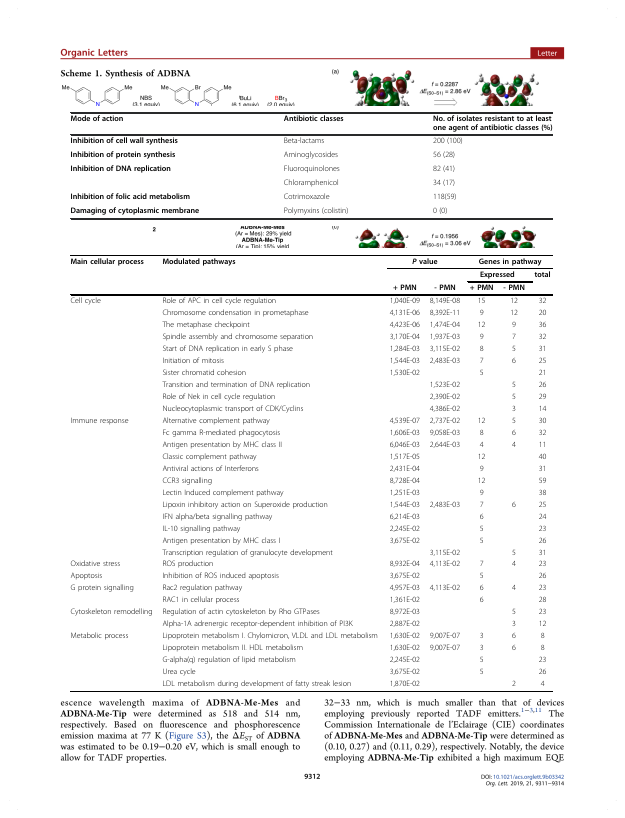 Organic Letters
Letter
Scheme 1. Synthesis of ADBNA
(a)
Me
Me
Me
Br
Me
N
N
NBS
(3.1 equiv)
tBuLi
(6.1 equiv)
BBr3
(2.0 equiv)
f = 0.2287
ΔE(S0−S1) = 2.86 eV
Mode of action Antibiotic classes No. of isolates resistant to at least
one agent of antibiotic classes (%)
Inhibition of cell wall synthesis Beta-lactams 200 (100)
Inhibition of protein synthesis Aminoglycosides 56 (28)
Inhibition of DNA replication Fluoroquinolones 82 (41)
Chloramphenicol 34 (17)
Inhibition of folic acid metabolism Cotrimoxazole 118(59)
Damaging of cytoplasmic membrane Polymyxins (colistin) 0 (0)
2
ADBNA-Me-Mes
(Ar = Mes): 29% yield
ADBNA-Me-Tip
(Ar = Tip): 15% yield
f = 0.1956
ΔE(S0−S1) = 3.06 eV
Main cellular process Modulated pathways P value Genes in pathway
Expressed total
+ PMN - PMN + PMN - PMN
Cell cycle Role of APC in cell cycle regulation 1,040E-09 8,149E-08 15 12 32
Chromosome condensation in prometaphase 4,131E-06 8,392E-11 9 12 20
The metaphase checkpoint 4,423E-06 1,474E-04 12 9 36
Spindle assembly and chromosome separation 3,170E-04 1,937E-03 9 7 32
Start of DNA replication in early S phase 1,284E-03 3,115E-02 8 5 31
Initiation of mitosis 1,544E-03 2,483E-03 7 6 25
Sister chromatid cohesion 1,530E-02 5 21
Transition and termination of DNA replication 1,523E-02 5 26
Role of Nek in cell cycle regulation 2,390E-02 5 29
Nucleocytoplasmic transport of CDK/Cyclins 4,386E-02 3 14
Immune response Alternative complement pathway 4,539E-07 2,737E-02 12 5 30
Fc gamma R-mediated phagocytosis 1,606E-03 9,058E-03 8 6 32
Antigen presentation by MHC class II 6,046E-03 2,644E-03 4 4 11
Classic complement pathway 1,517E-05 12 40
Antiviral actions of Interferons 2,431E-04 9 31
CCR3 signalling 8,728E-04 12 59
Lectin Induced complement pathway 1,251E-03 9 38
Lipoxin inhibitory action on Superoxide production 1,544E-03 2,483E-03 7 6 25
IFN alpha/beta signalling pathway 6,214E-03 6 24
IL-10 signalling pathway 2,245E-02 5 23
Antigen presentation by MHC class I 3,675E-02 5 26
Transcription regulation of granulocyte development 3,115E-02 5 31
Oxidative stress ROS production 8,932E-04 4,113E-02 7 4 23
Apoptosis Inhibition of ROS induced apoptosis 3,675E-02 5 26
G protein signalling Rac2 regulation pathway 4,957E-03 4,113E-02 6 4 23
RAC1 in cellular process 1,361E-02 6 28
Cytoskeleton remodelling Regulation of actin cytoskeleton by Rho GTPases 8,972E-03 5 23
Alpha-1A adrenergic receptor-dependent inhibition of PI3K 2,887E-02 3 12
Metabolic process Lipoprotein metabolism I. Chylomicron, VLDL and LDL metabolism 1,630E-02 9,007E-07 3 6 8
Lipoprotein metabolism II. HDL metabolism 1,630E-02 9,007E-07 3 6 8
G-alpha(q) regulation of lipid metabolism 2,245E-02 5 23
Urea cycle 3,675E-02 5 26
LDL metabolism during development of fatty streak lesion 1,870E-02 2 4
escence wavelength maxima of ADBNA-Me-Mes and
ADBNA-Me-Tip were determined as 518 and 514 nm,
respectively. Based on fluorescence and phosphorescence
emission maxima at 77 K (Figure S3), the ΔEST of ADBNA
was estimated to be 0.19−0.20 eV, which is small enough to
allow for TADF properties.
32−33 nm, which is much smaller than that of devices
employing previously reported TADF emitters.1−3,11 The
Commission Internationale de l'Eclairage (CIE) coordinates
of ADBNA-Me-Mes and ADBNA-Me-Tip were determined as
(0.10, 0.27) and (0.11, 0.29), respectively. Notably, the device
employing ADBNA-Me-Tip exhibited a high maximum EQE
9312
DOI: 10.1021/acs.orglett.9b03342
Org. Lett. 2019, 21, 9311−9314